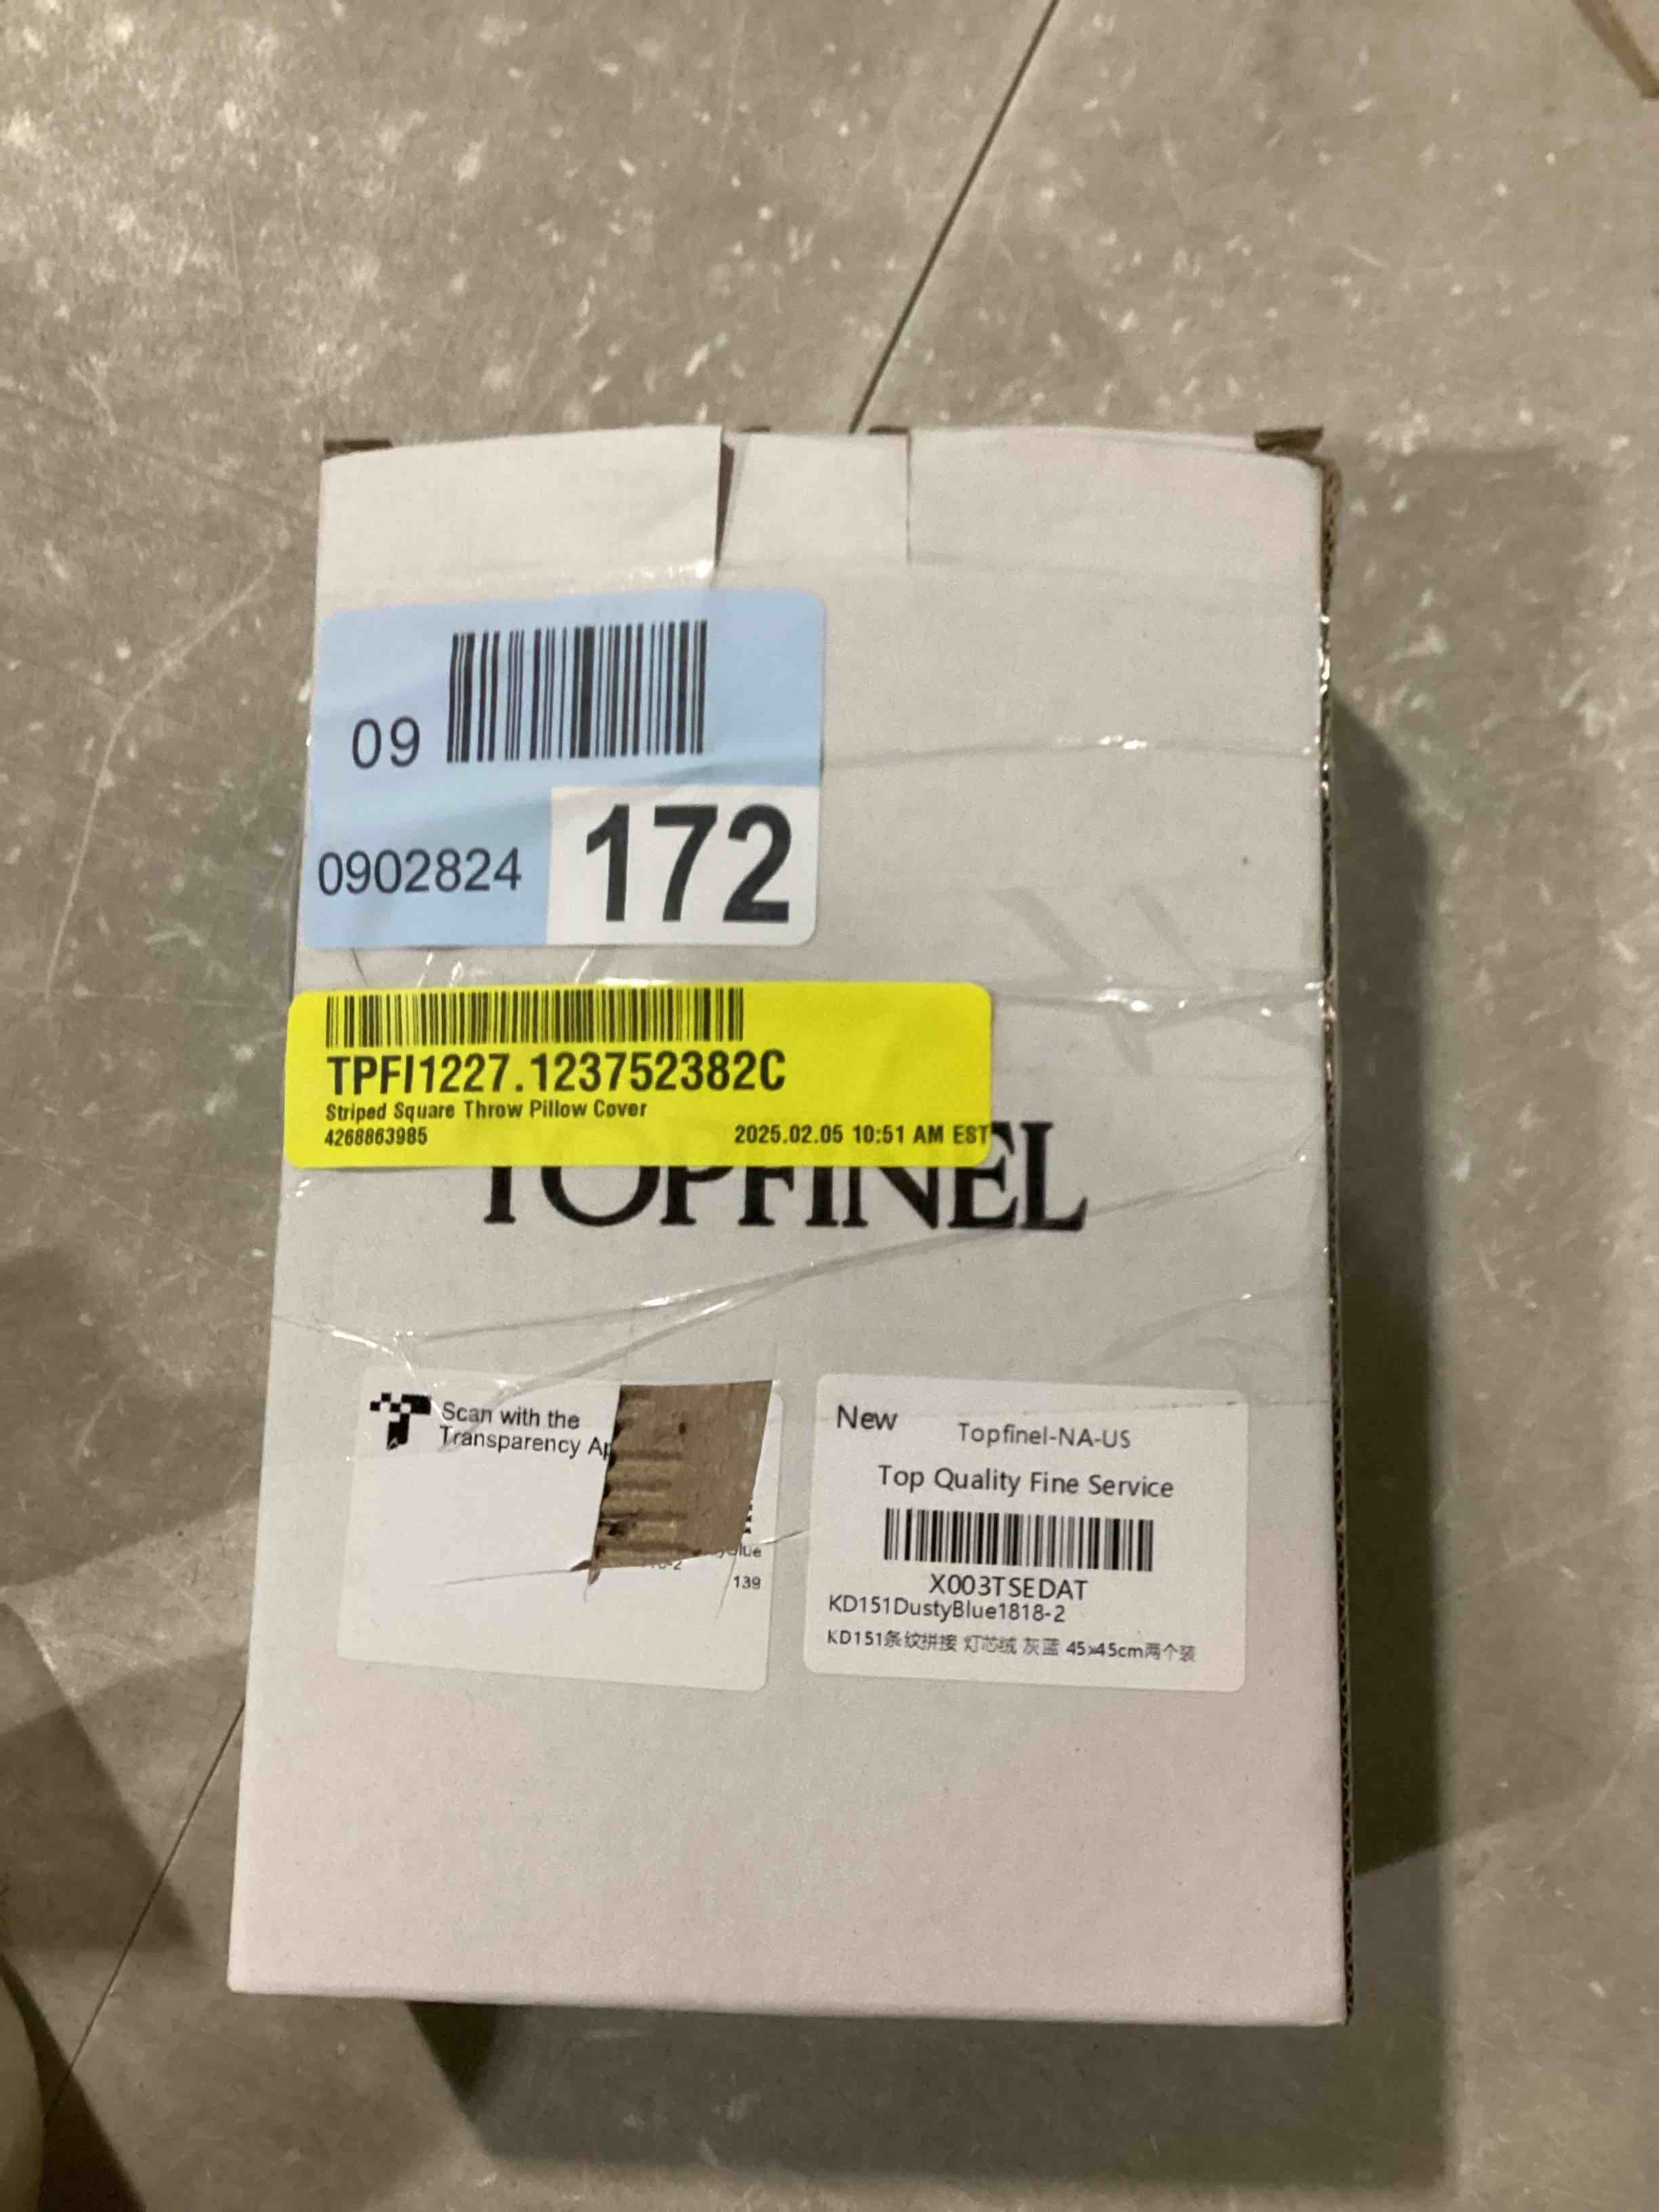 09
0902824
172
TPFI1227.123752382C
Striped Square Throw Pillow Cover
4268863985
2025.02.05 10:51 AM EST
TOPFINEL
Scan with the
Transparency Ap
139
New
Topfinel-NA-US
Top Quality Fine Service
X003TSEDAT
KD151DustyBlue1818-2
KD151条纹拼接 灯芯绒 灰蓝 45x45cm两个装